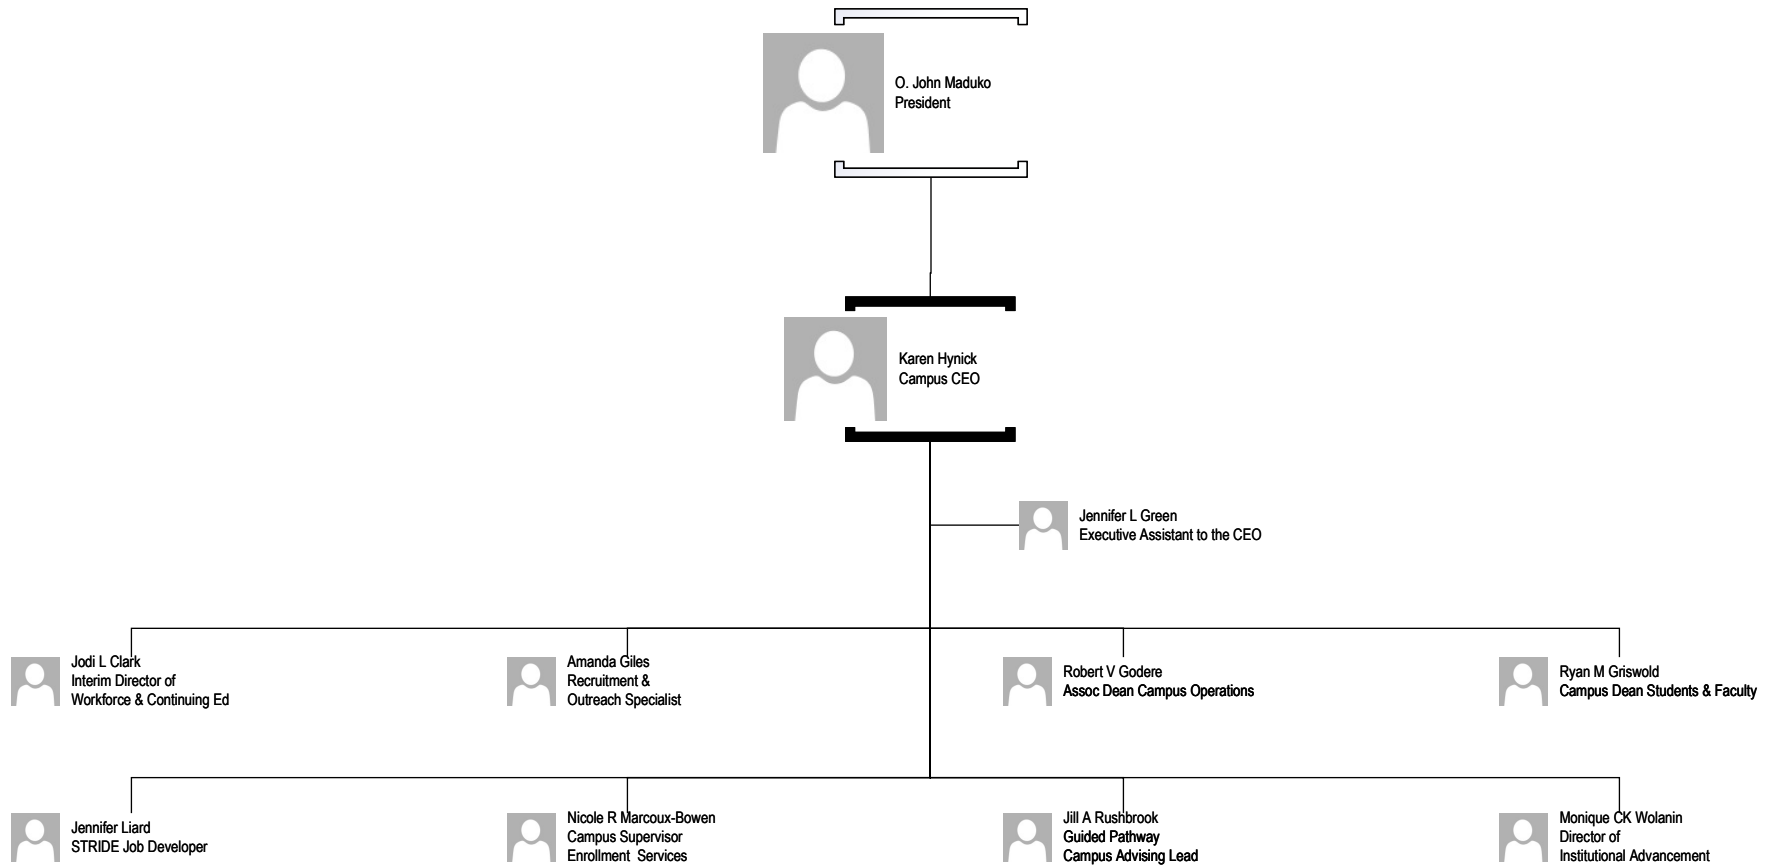 O. John Maduko
President
Karen Hynick
Campus CEO
Jennifer L Green
Executive Assistant to the CEO
Jodi L Clark
Interim Director of
Workforce & Continuing Ed
Amanda Giles
Recruitment &
Outreach Specialist
Robert V Godere
Assoc Dean Campus Operations
Ryan M Griswold
Campus Dean Students & Faculty
Jennifer Liard
STRIDE Job Developer
Nicole R Marcoux-Bowen
Campus Supervisor
Enrollment Services
Jill A Rushbrook
Guided Pathway
Campus Advising Lead
Monique CK Wolanin
Director of
Institutional Advancement